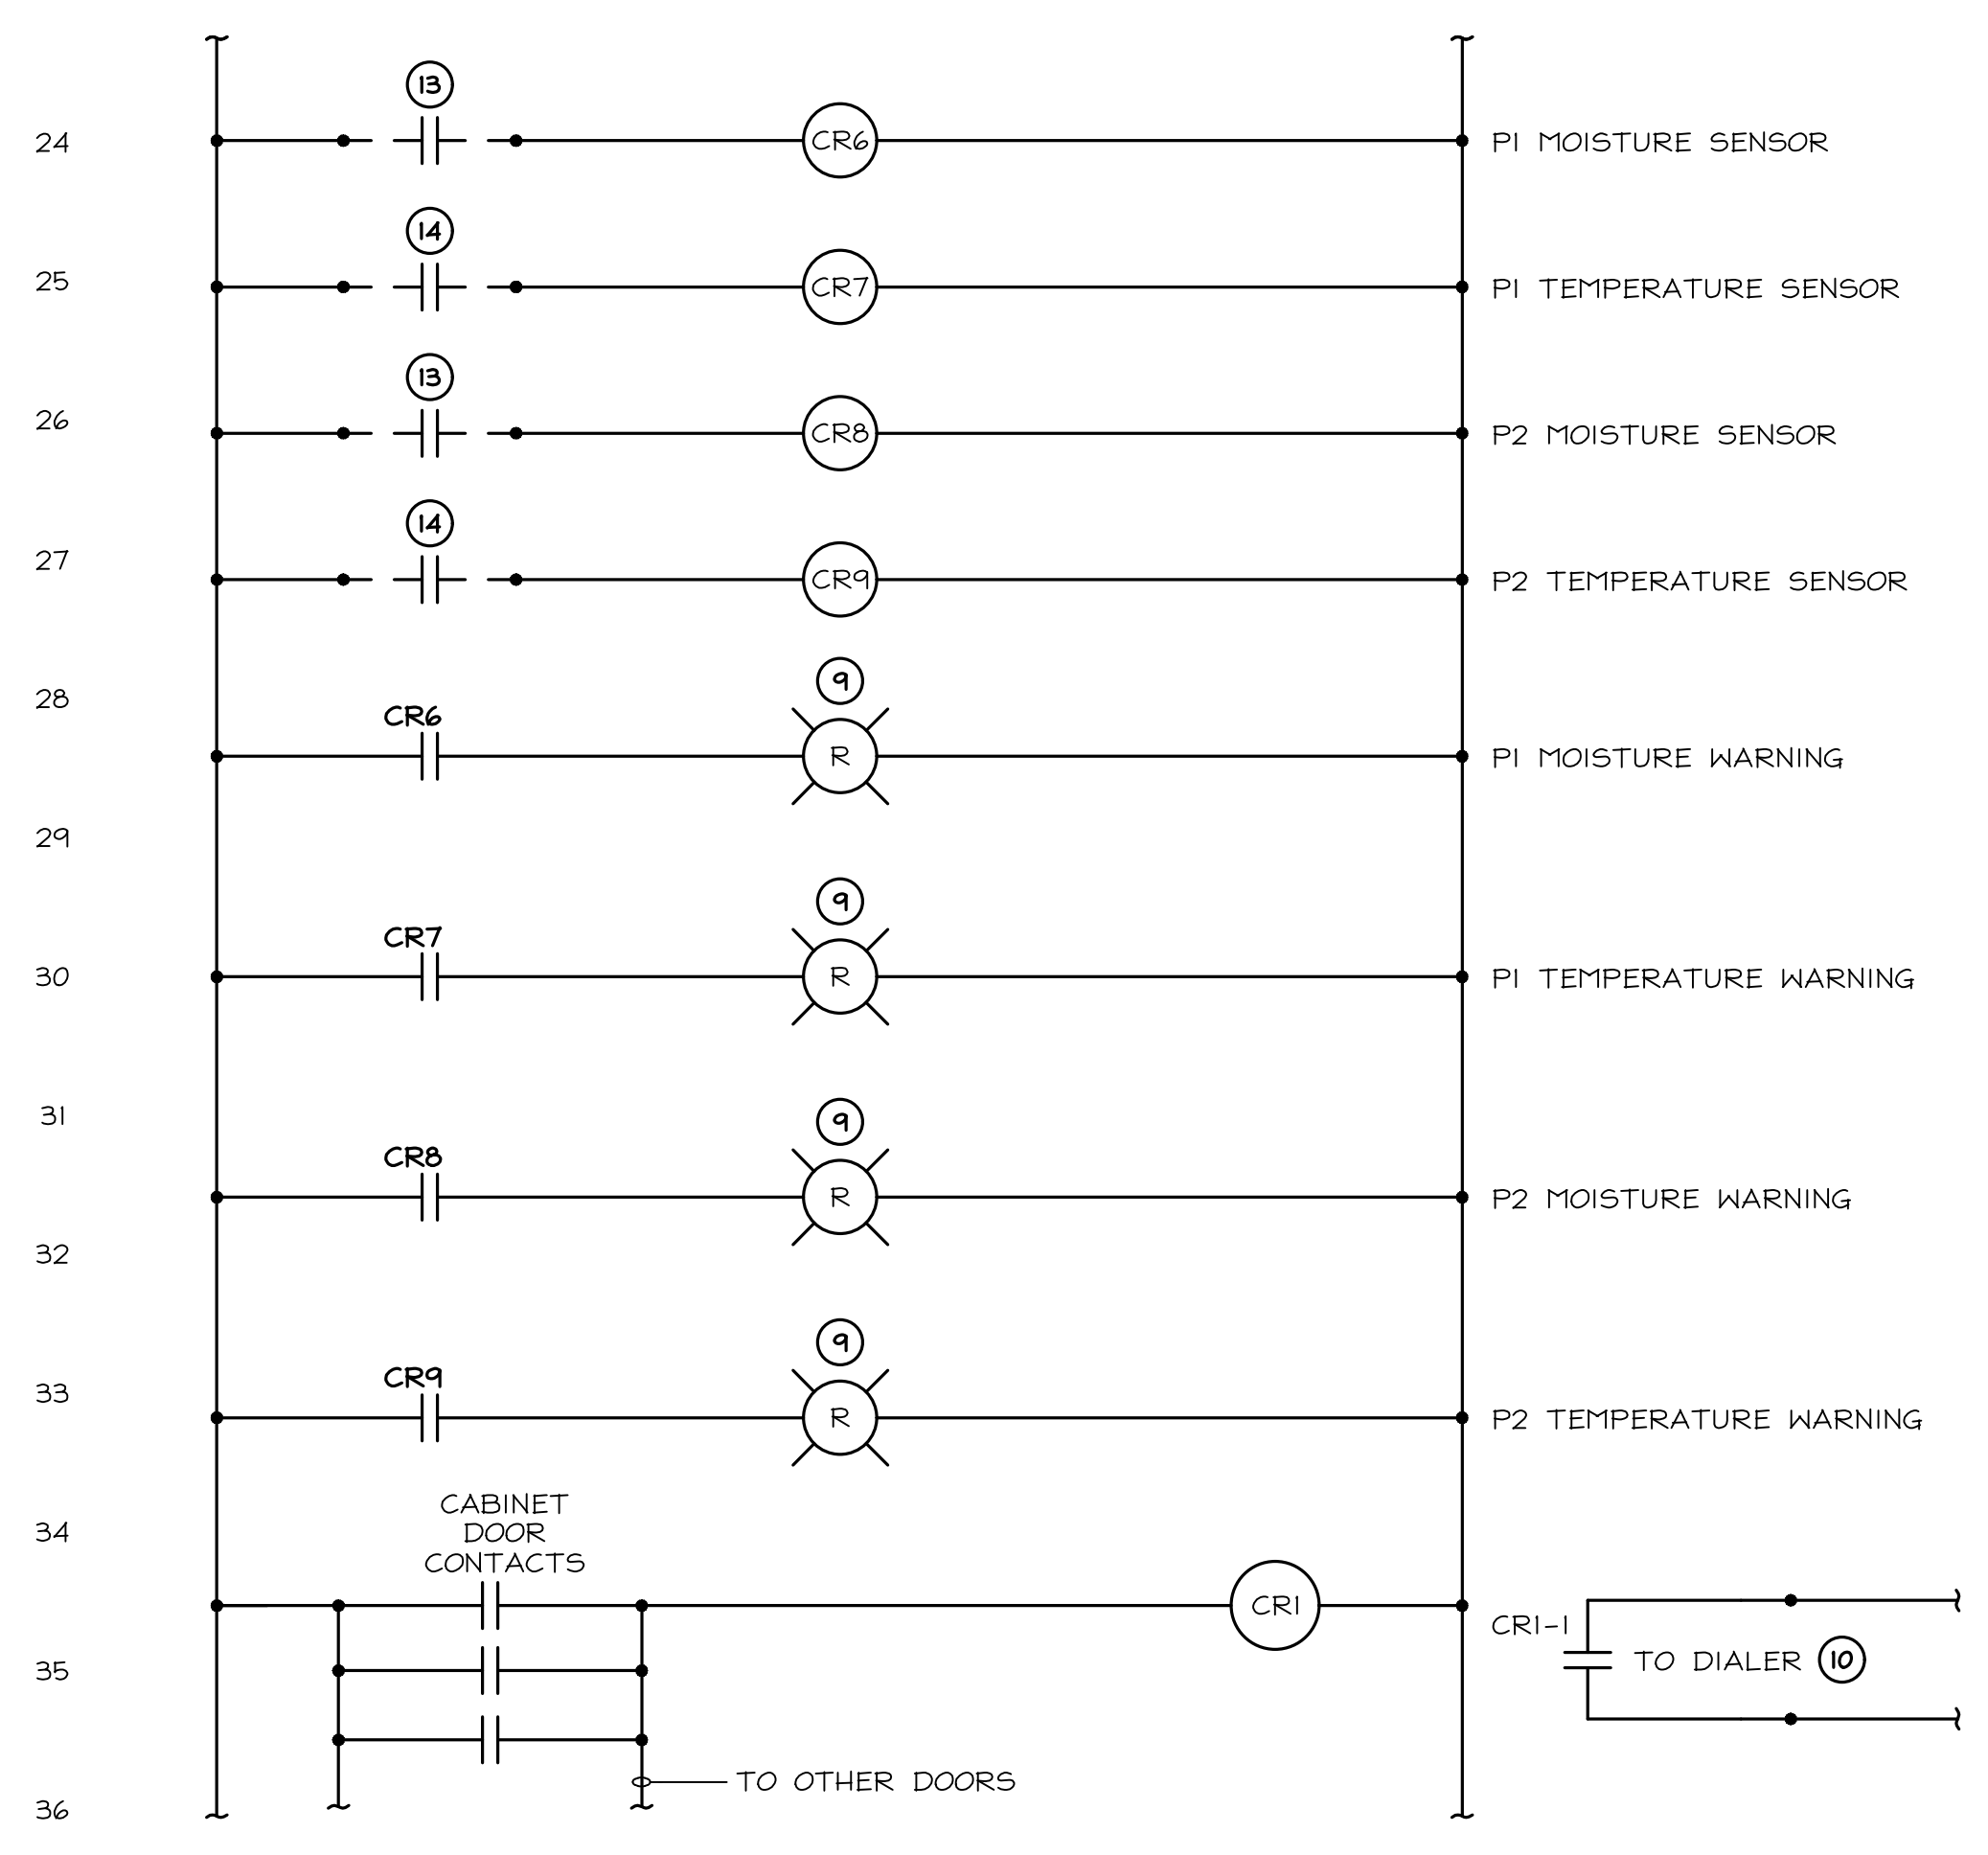 13
24 CR6 P1 MOISTURE SENSOR
14
25 CR7 P1 TEMPERATURE SENSOR
13
26 CR8 P2 MOISTURE SENSOR
14
27 CR9 P2 TEMPERATURE SENSOR
9
28
CR6
R P1 MOISTURE WARNING
29
9
CR7
30 R P1 TEMPERATURE WARNING
31
9
CR8
R P2 MOISTURE WARNING
32
9
CR9
33
R P2 TEMPERATURE WARNING
CABINET
34 DOOR
CONTACTS
CR1
CR1-1
35 TO DIALER 10
TO OTHER DOORS
36